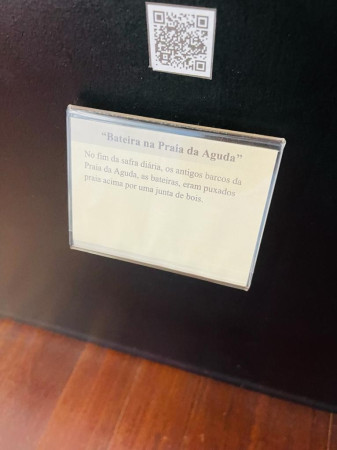 “Bateira na Praia da Aguda”
No fim da safra diária, os antigos barcos da
Praia da Aguda, as bateiras, eram puxados
praia acima por uma junta de bois.